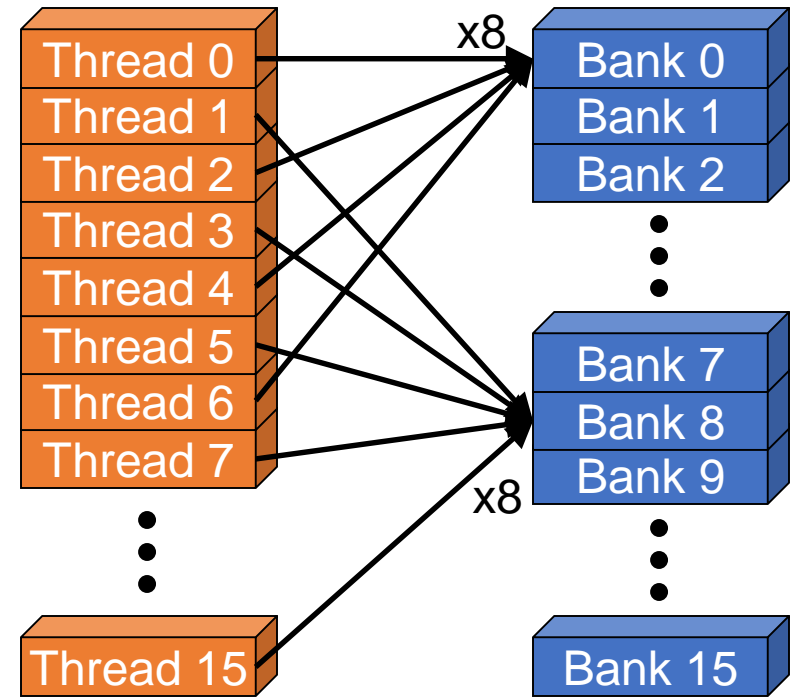 x8
Thread 0
Thread 1
Thread 2
Thread 3
Thread 4
Thread 5
Thread 6
Thread 7
Thread 15
Bank 0
Bank 1
Bank 2
Bank 7
Bank 8
Bank 9
x8
Bank 15